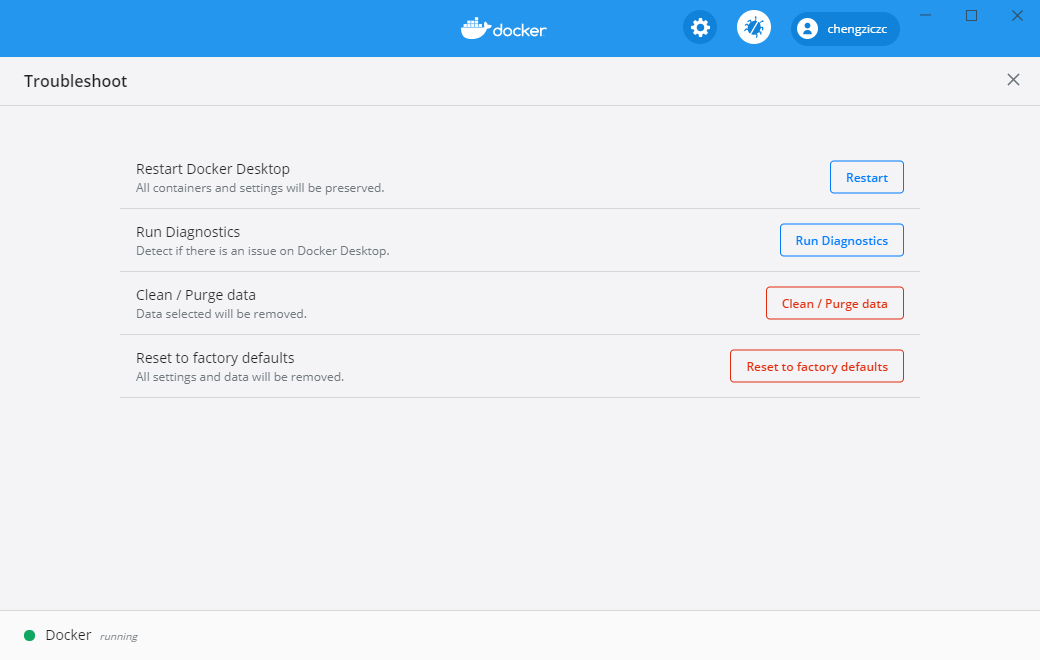 docker
chengziczc
Troubleshoot
Restart Docker Desktop
All containers and settings will be preserved.
Restart
Run Diagnostics
Detect if there is an issue on Docker Desktop.
Run Diagnostics
Clean / Purge data
Data selected will be removed.
Clean / Purge data
Reset to factory defaults
All settings and data will be removed.
Reset to factory defaults
Docker running